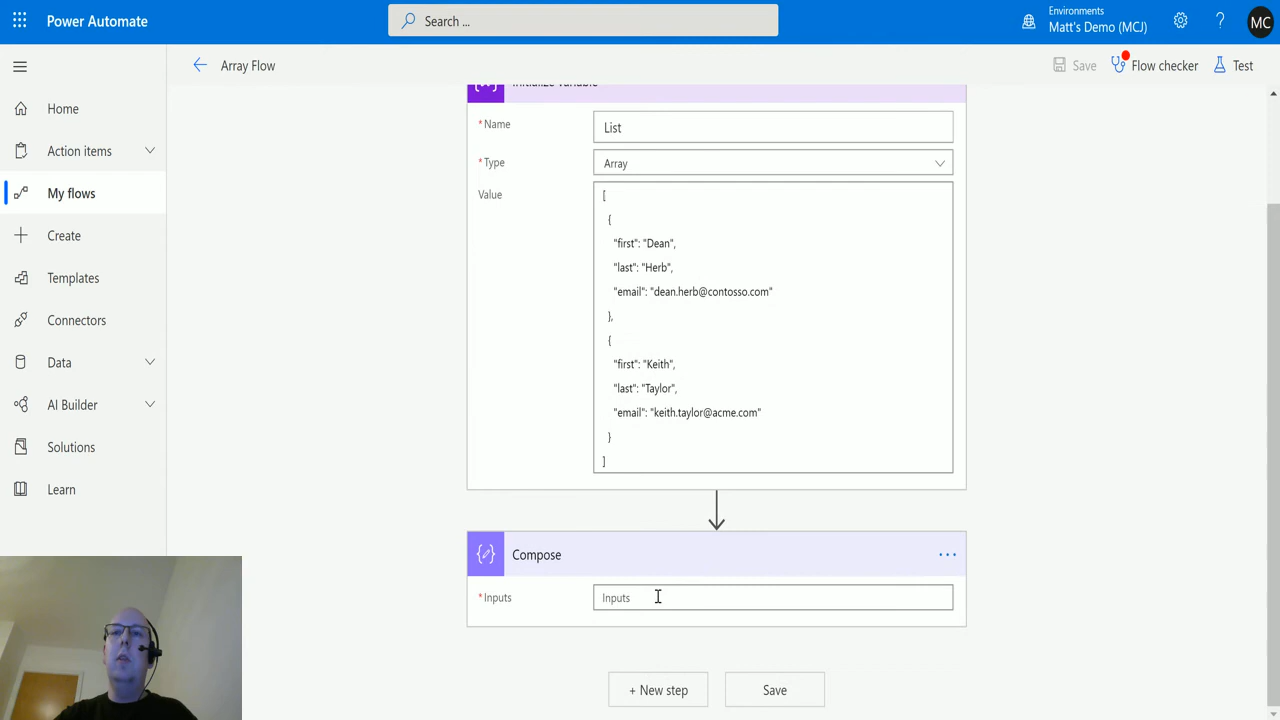 Power Automate
Search ...
Environments
Matt's Demo (MCJ)
?
MC
Array Flow
Save
Flow checker
Test
Home
Action items
My flows
Create
Templates
Connectors
Data
AI Builder
Solutions
Learn
Initialize variable
* Name
List
* Type
Array
Value
[
{
"first": "Dean",
"last": "Herb",
"email": "dean.herb@contosso.com"
},
{
"first": "Keith",
"last": "Taylor",
"email": "keith.taylor@acme.com"
}
]
Compose
...
* Inputs
Inputs
+ New step
Save